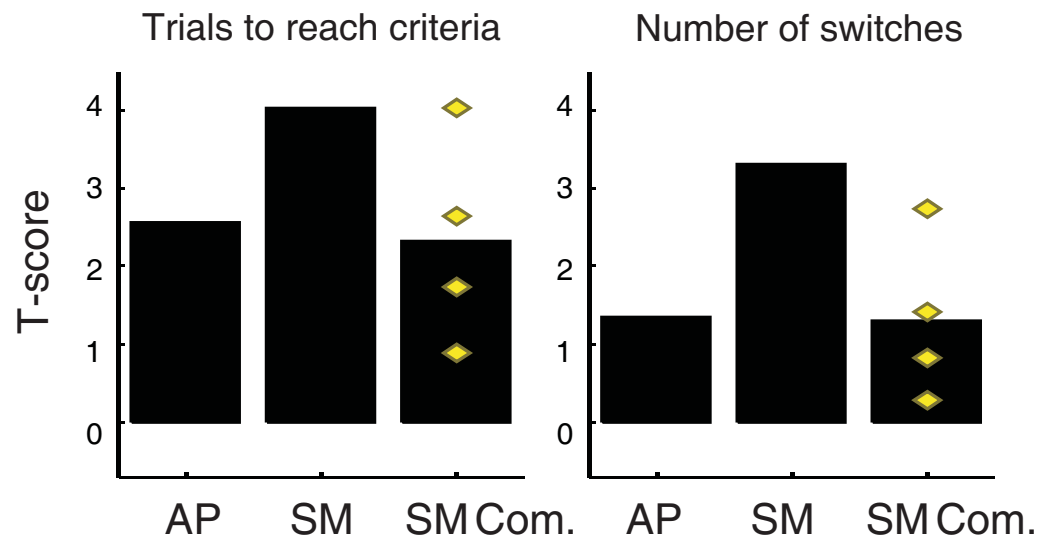 Trials to reach criteria
Number of switches
T-score
4
3
2
1
0
AP
SM
SM Com.
4
3
2
1
0
AP
SM
SM Com.